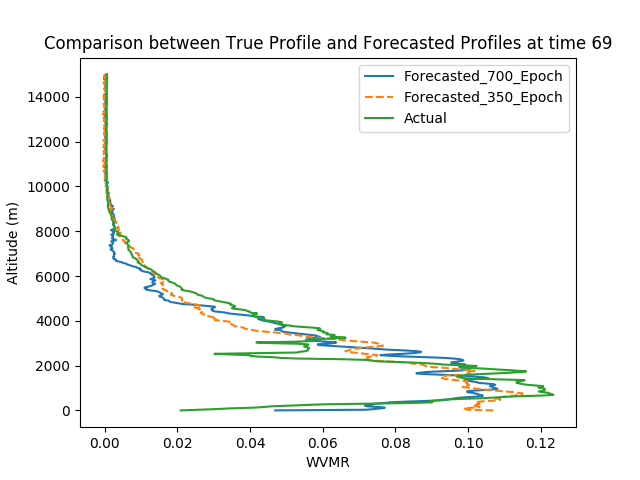 Comparison between True Profile and Forecasted Profiles at time 69
Forecasted_700_Epoch
Forecasted_350_Epoch
Actual
Altitude (m)
14000
12000
10000
8000
6000
4000
2000
0
0.00 0.02 0.04 0.06 0.08 0.10 0.12
WVMR